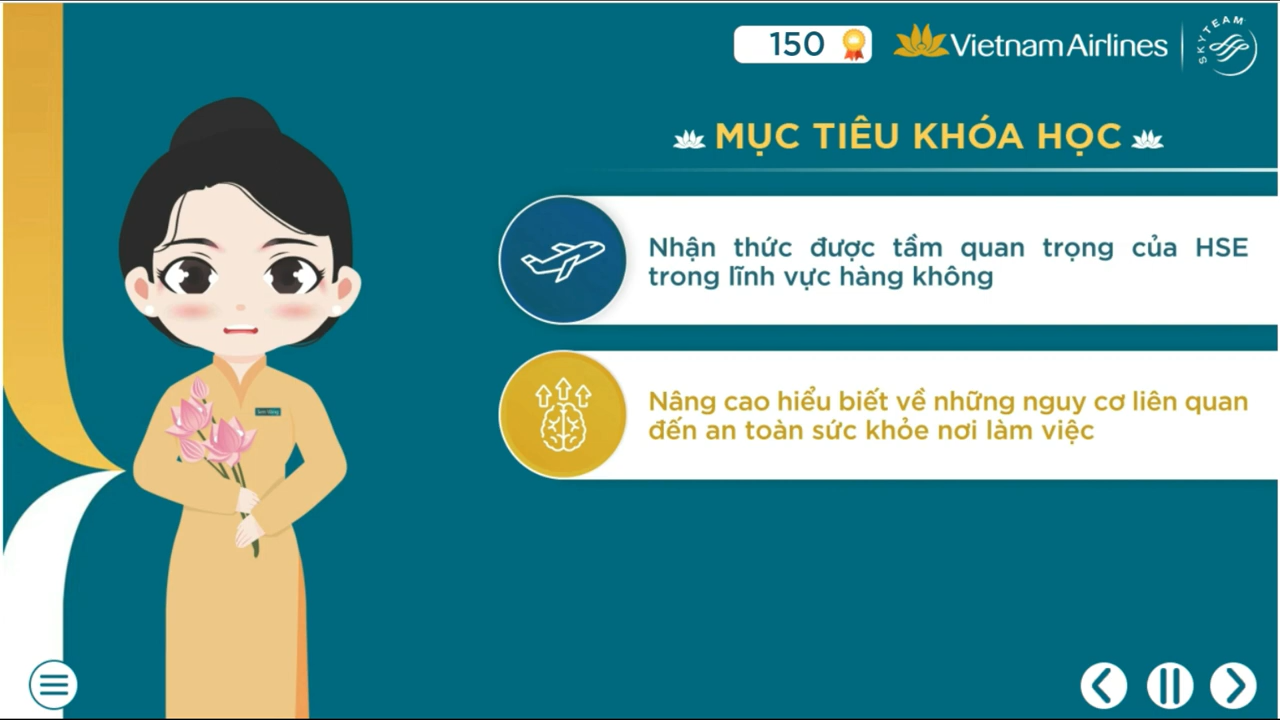 150
Vietnam Airlines
SKYTEAM
MỤC TIÊU KHÓA HỌC
Nhận thức được tầm quan trọng của HSE
trong lĩnh vực hàng không
Nâng cao hiểu biết về những nguy cơ liên quan
đến an toàn sức khỏe nơi làm việc